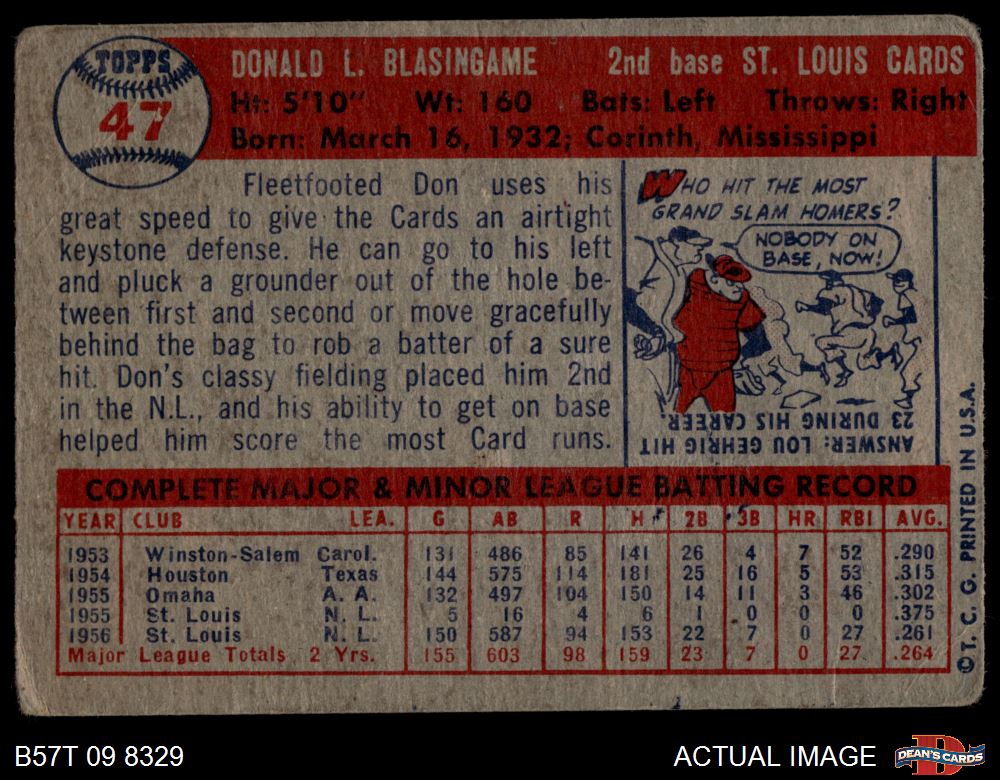 TOPPS
47
DONALD L. BLASINGAME 2nd base ST. LOUIS CARDS
Ht: 5'10" Wt: 160 Bats: Left Throws: Right
Born: March 16, 1932; Corinth, Mississippi
Fleetfooted Don uses his
great speed to give the Cards an airtight
keystone defense. He can go to his left
and pluck a grounder out of the hole be-
tween first and second or move gracefully
behind the bag to rob a batter of a sure
hit. Don's classy fielding placed him 2nd
in the N.L., and his ability to get on base
helped him score the most Card runs.
WHO HIT THE MOST
GRAND SLAM HOMERS?
NOBODY ON
BASE, NOW!
ANSWER: LOU GEHRIG HIT
23 DURING HIS CAREER.
COMPLETE MAJOR & MINOR LEAGUE BATTING RECORD
YEAR CLUB LEA. G AB R H 2B 3B HR RBI AVG.
1953 Winston-Salem Carol. 131 486 85 141 26 4 7 52 .290
1954 Houston Texas 144 575 114 181 25 16 5 53 .315
1955 Omaha A. A. 132 497 104 150 14 11 3 46 .302
1955 St. Louis N. L. 5 16 4 6 1 0 0 0 .375
1956 St. Louis N. L. 150 587 94 153 22 7 0 27 .261
Major League Totals 2 Yrs. 155 603 98 159 23 7 0 27 .264
© T. C. G. PRINTED IN U.S.A.
B57T 09 8329
ACTUAL IMAGE
DEAN'S CARDS